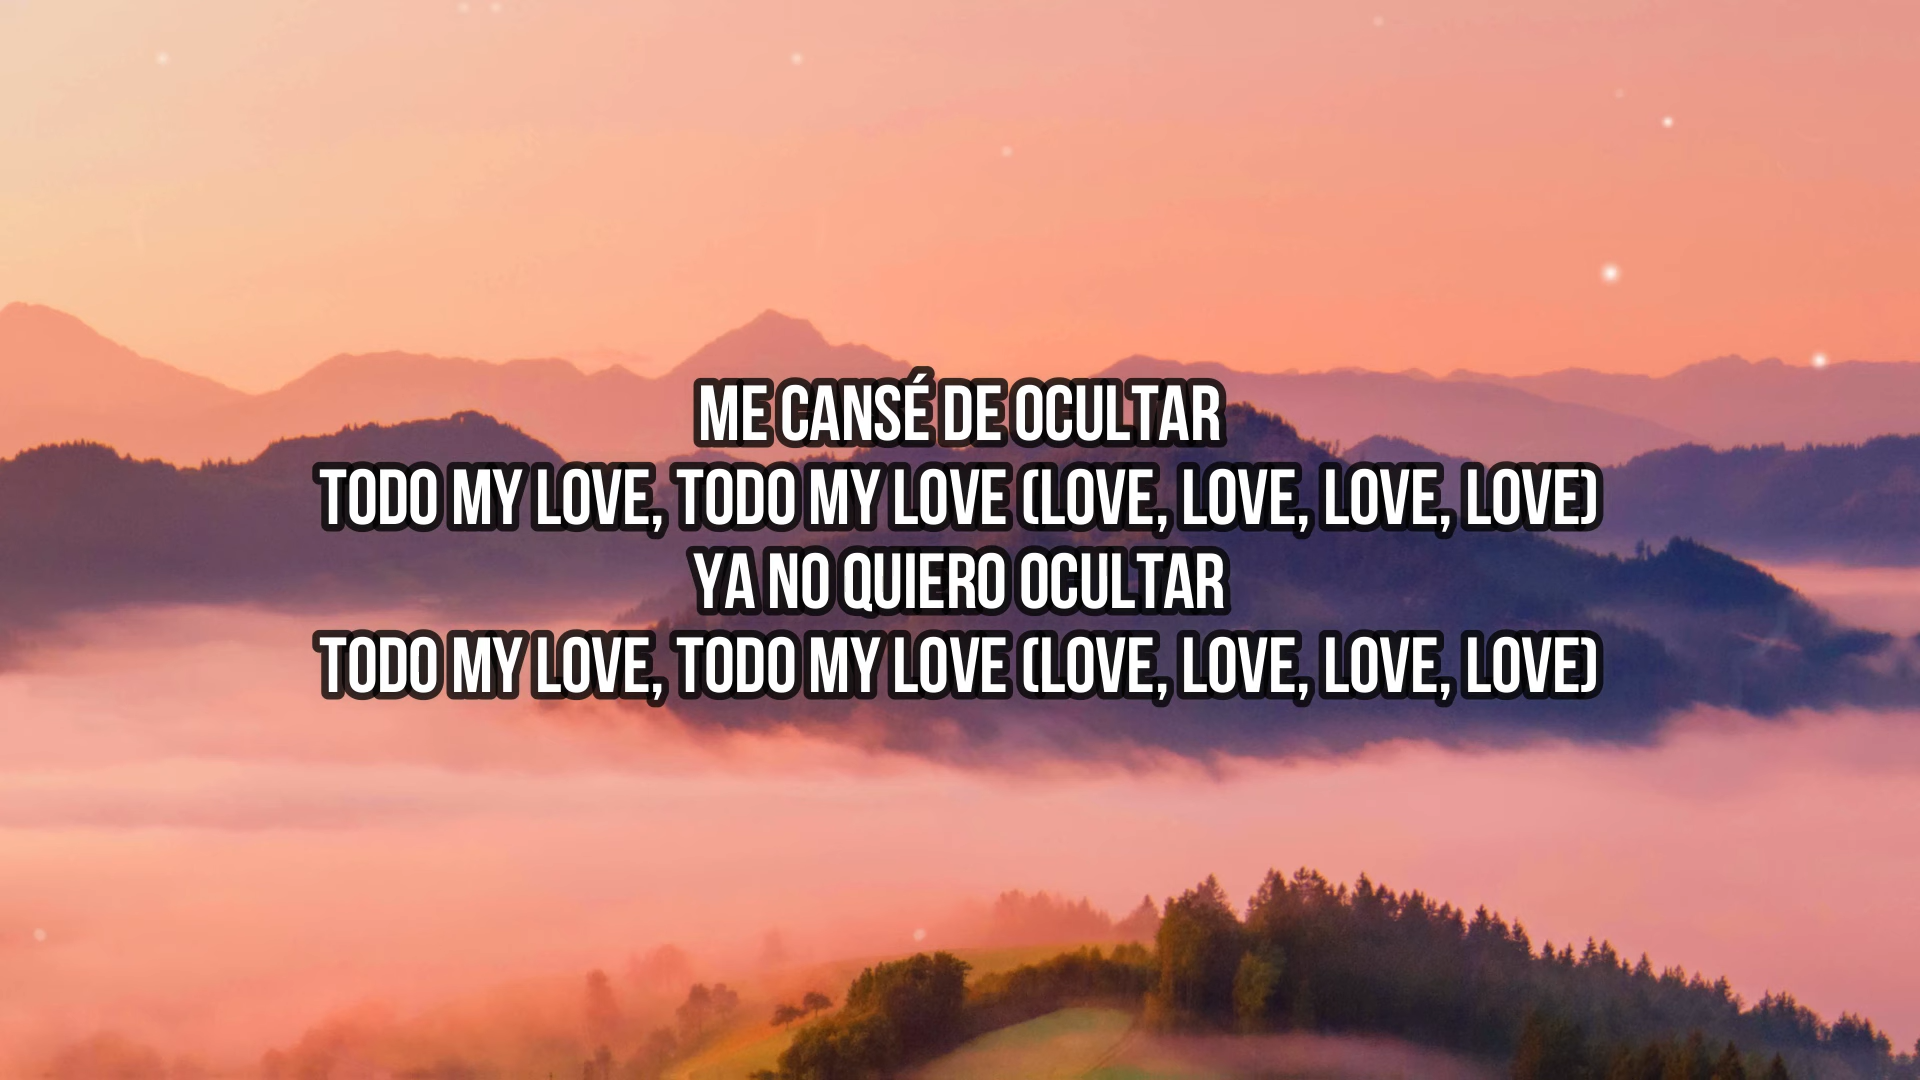 ME CANSÉ DE OCULTAR
TODO MY LOVE, TODO MY LOVE (LOVE, LOVE, LOVE, LOVE)
YA NO QUIERO OCULTAR
TODO MY LOVE, TODO MY LOVE (LOVE, LOVE, LOVE, LOVE)